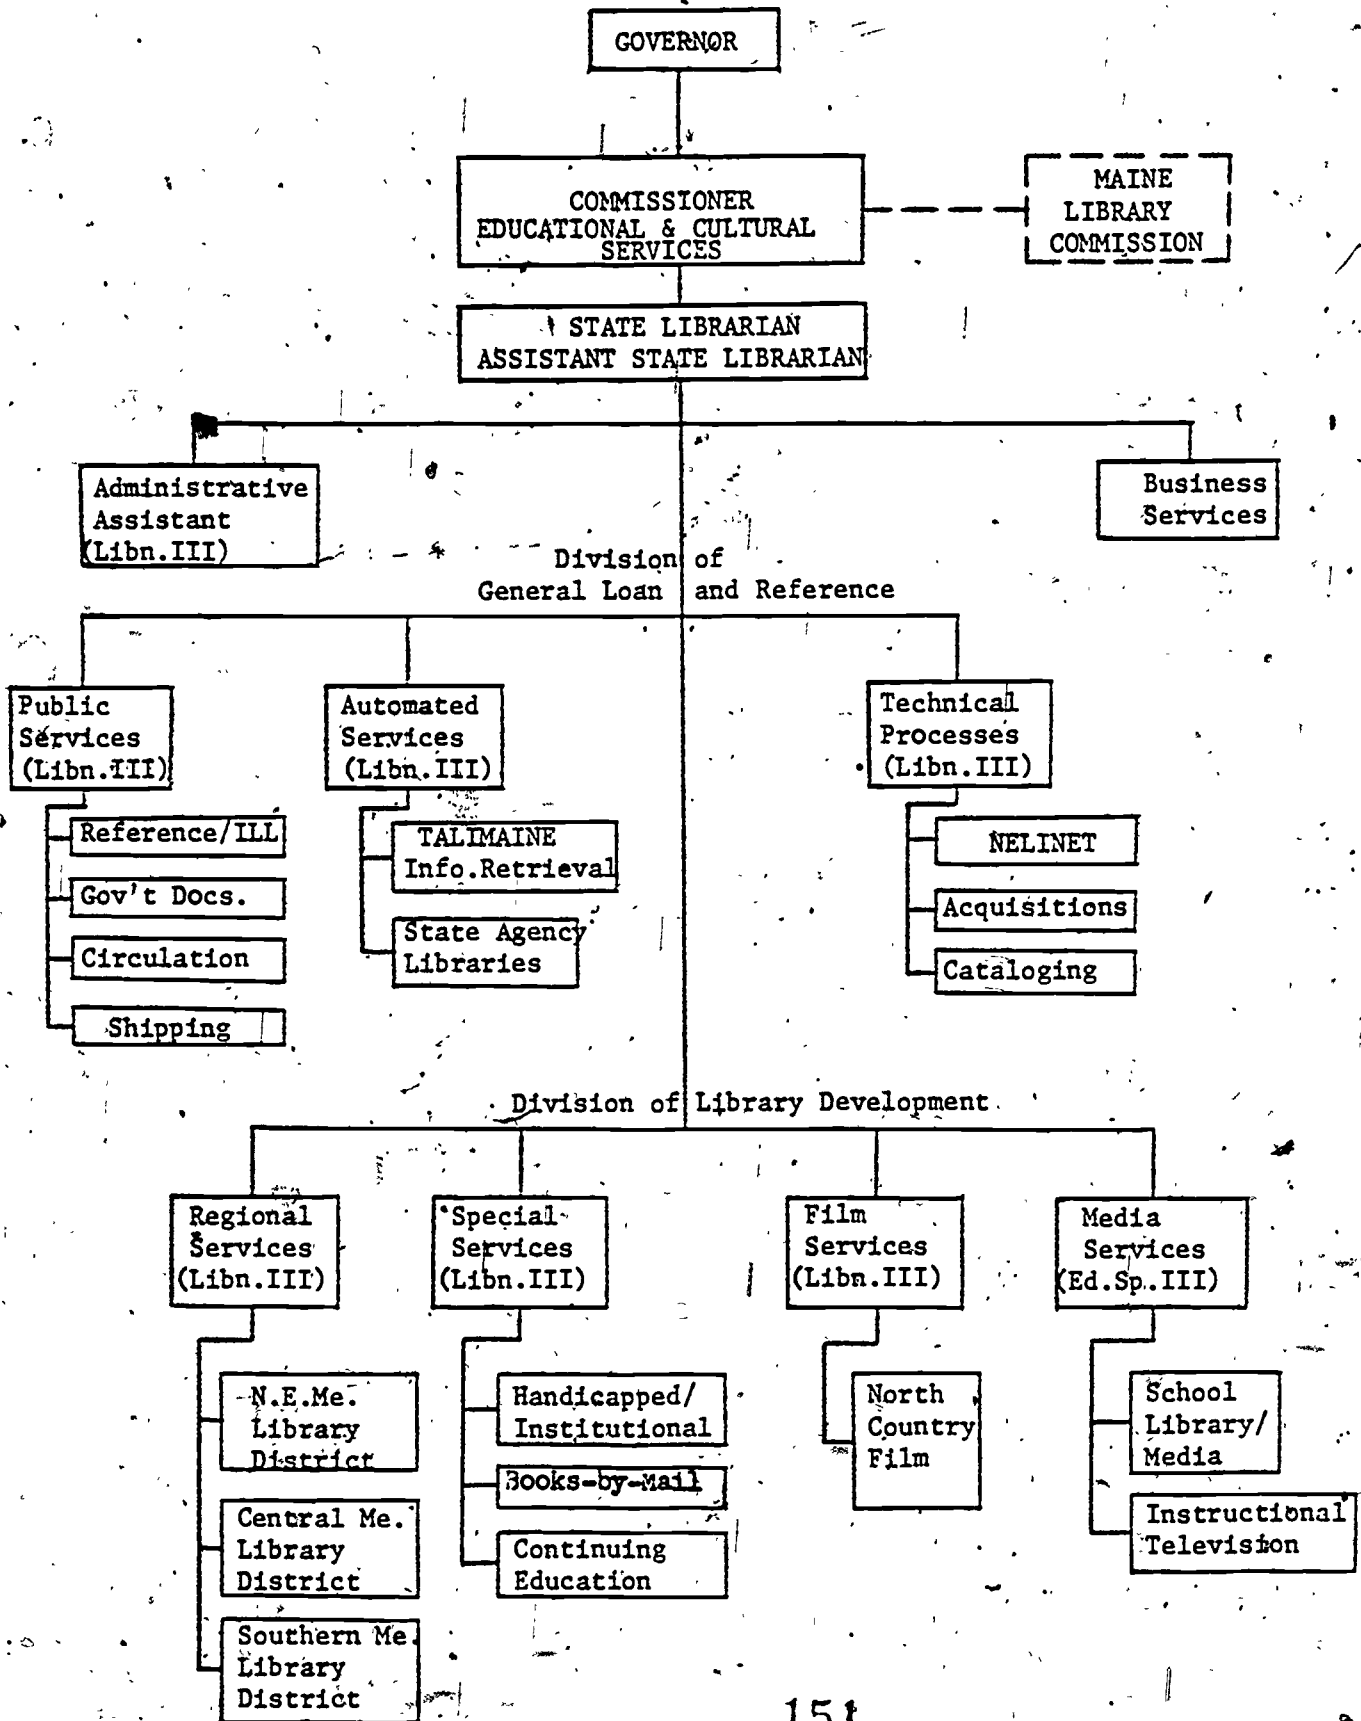 GOVERNOR
COMMISSIONER
EDUCATIONAL & CULTURAL
SERVICES
MAINE
LIBRARY
COMMISSION
STATE LIBRARIAN
ASSISTANT STATE LIBRARIAN
Administrative
Assistant
(Libn.III)
Business
Services
Division of
General Loan and Reference
Public
Services
(Libn.III)
Reference/ILL
Gov't Docs.
Circulation
Shipping
Automated
Services
(Libn.III)
TALIMAINE
Info.Retrieval
State Agency
Libraries
Technical
Processes
(Libn.III)
NELINET
Acquisitions
Cataloging
Division of Library Development
Regional
Services
(Libn.III)
N.E.Me.
Library
District
Central Me.
Library
District
Southern Me.
Library
District
Special
Services
(Libn.III)
Handicapped/
Institutional
Books-by-Mail
Continuing
Education
Film
Services
(Libn.III)
North
Country
Film
Media
Services
(Ed.Sp.III)
School
Library/
Media
Instructional
Television
151